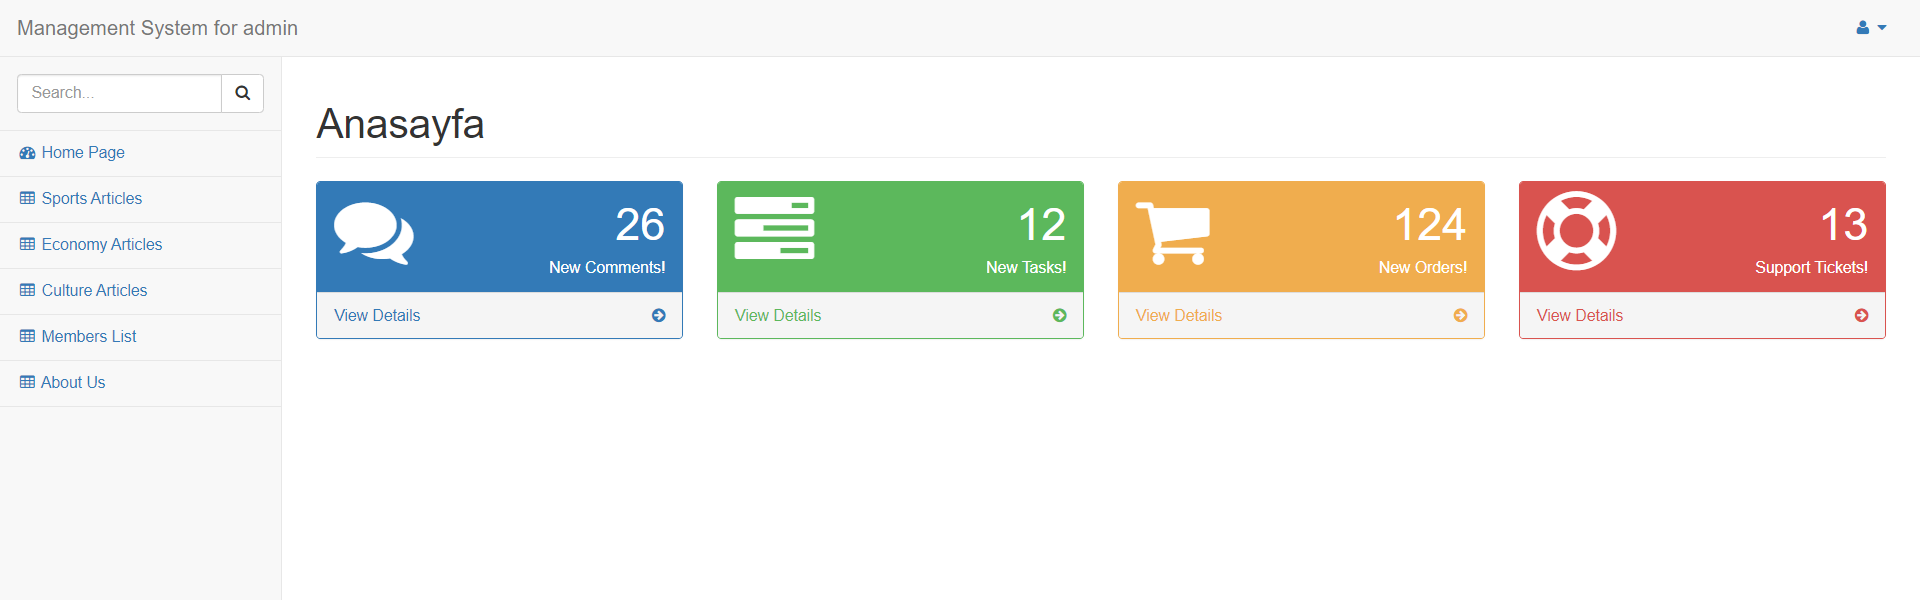 Management System for admin
Search...
Home Page
Sports Articles
Economy Articles
Culture Articles
Members List
About Us
Anasayfa
26
New Comments!
View Details
12
New Tasks!
View Details
124
New Orders!
View Details
13
Support Tickets!
View Details